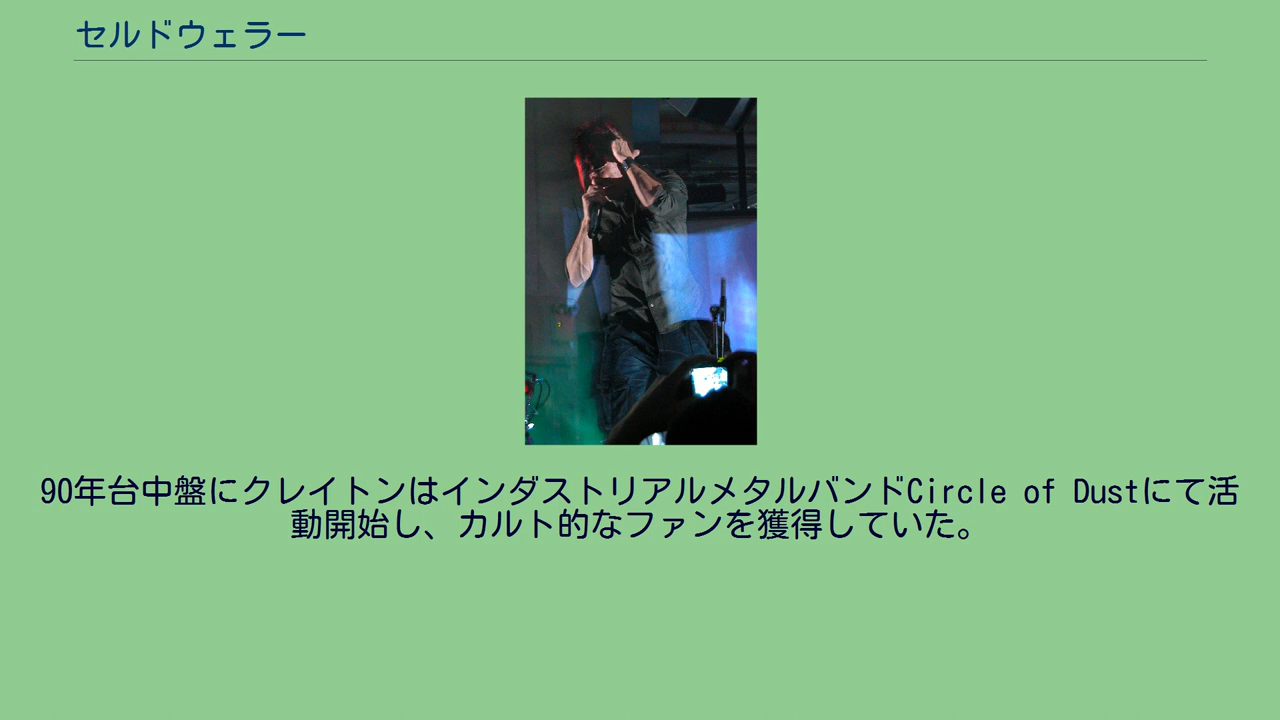 セルドウェラー
90年台中盤にクレイトンはインダストリアルメタルバンドCircle of Dustにて活
動開始し、カルト的なファンを獲得していた。